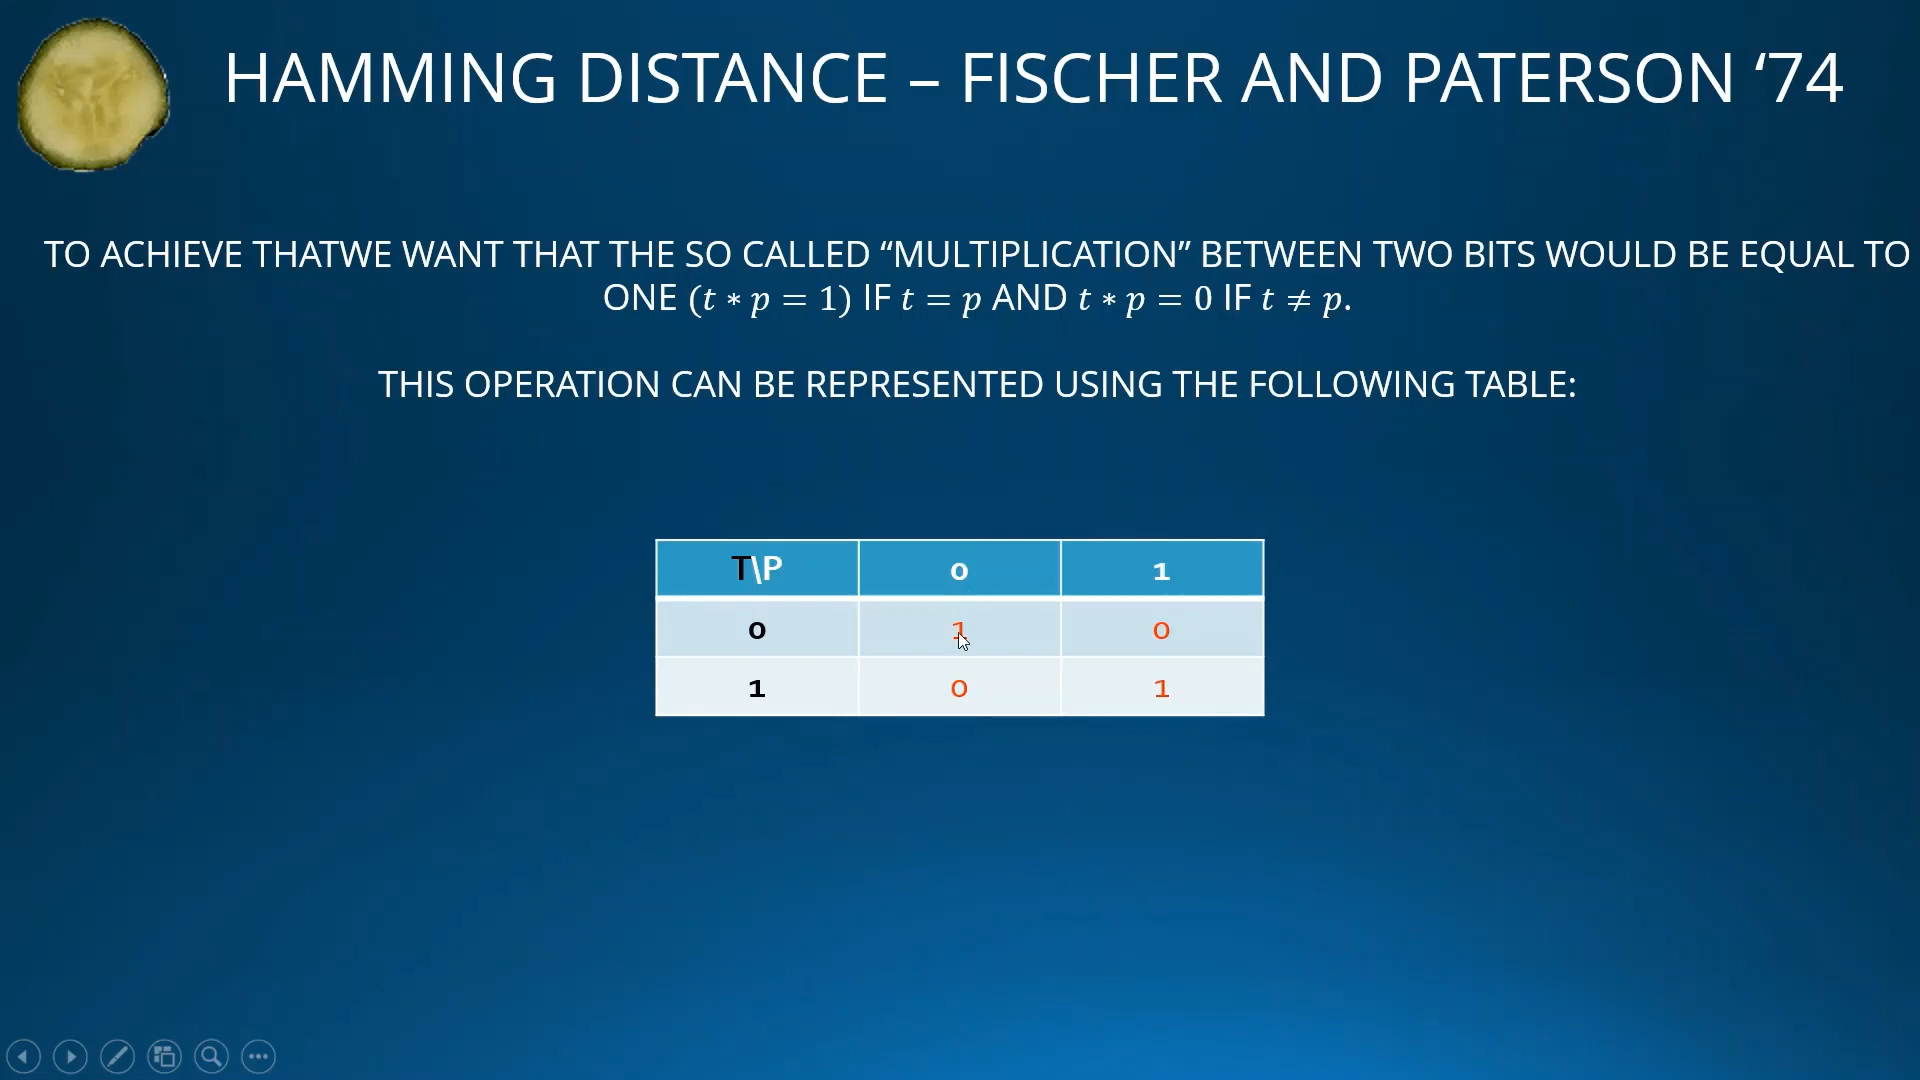 HAMMING DISTANCE – FISCHER AND PATERSON ‘74
TO ACHIEVE THATWE WANT THAT THE SO CALLED “MULTIPLICATION” BETWEEN TWO BITS WOULD BE EQUAL TO
ONE (t ∗ p = 1) IF t = p AND t ∗ p = 0 IF t ≠ p.
THIS OPERATION CAN BE REPRESENTED USING THE FOLLOWING TABLE:
T\P 0 1
0 1 0
1 0 1